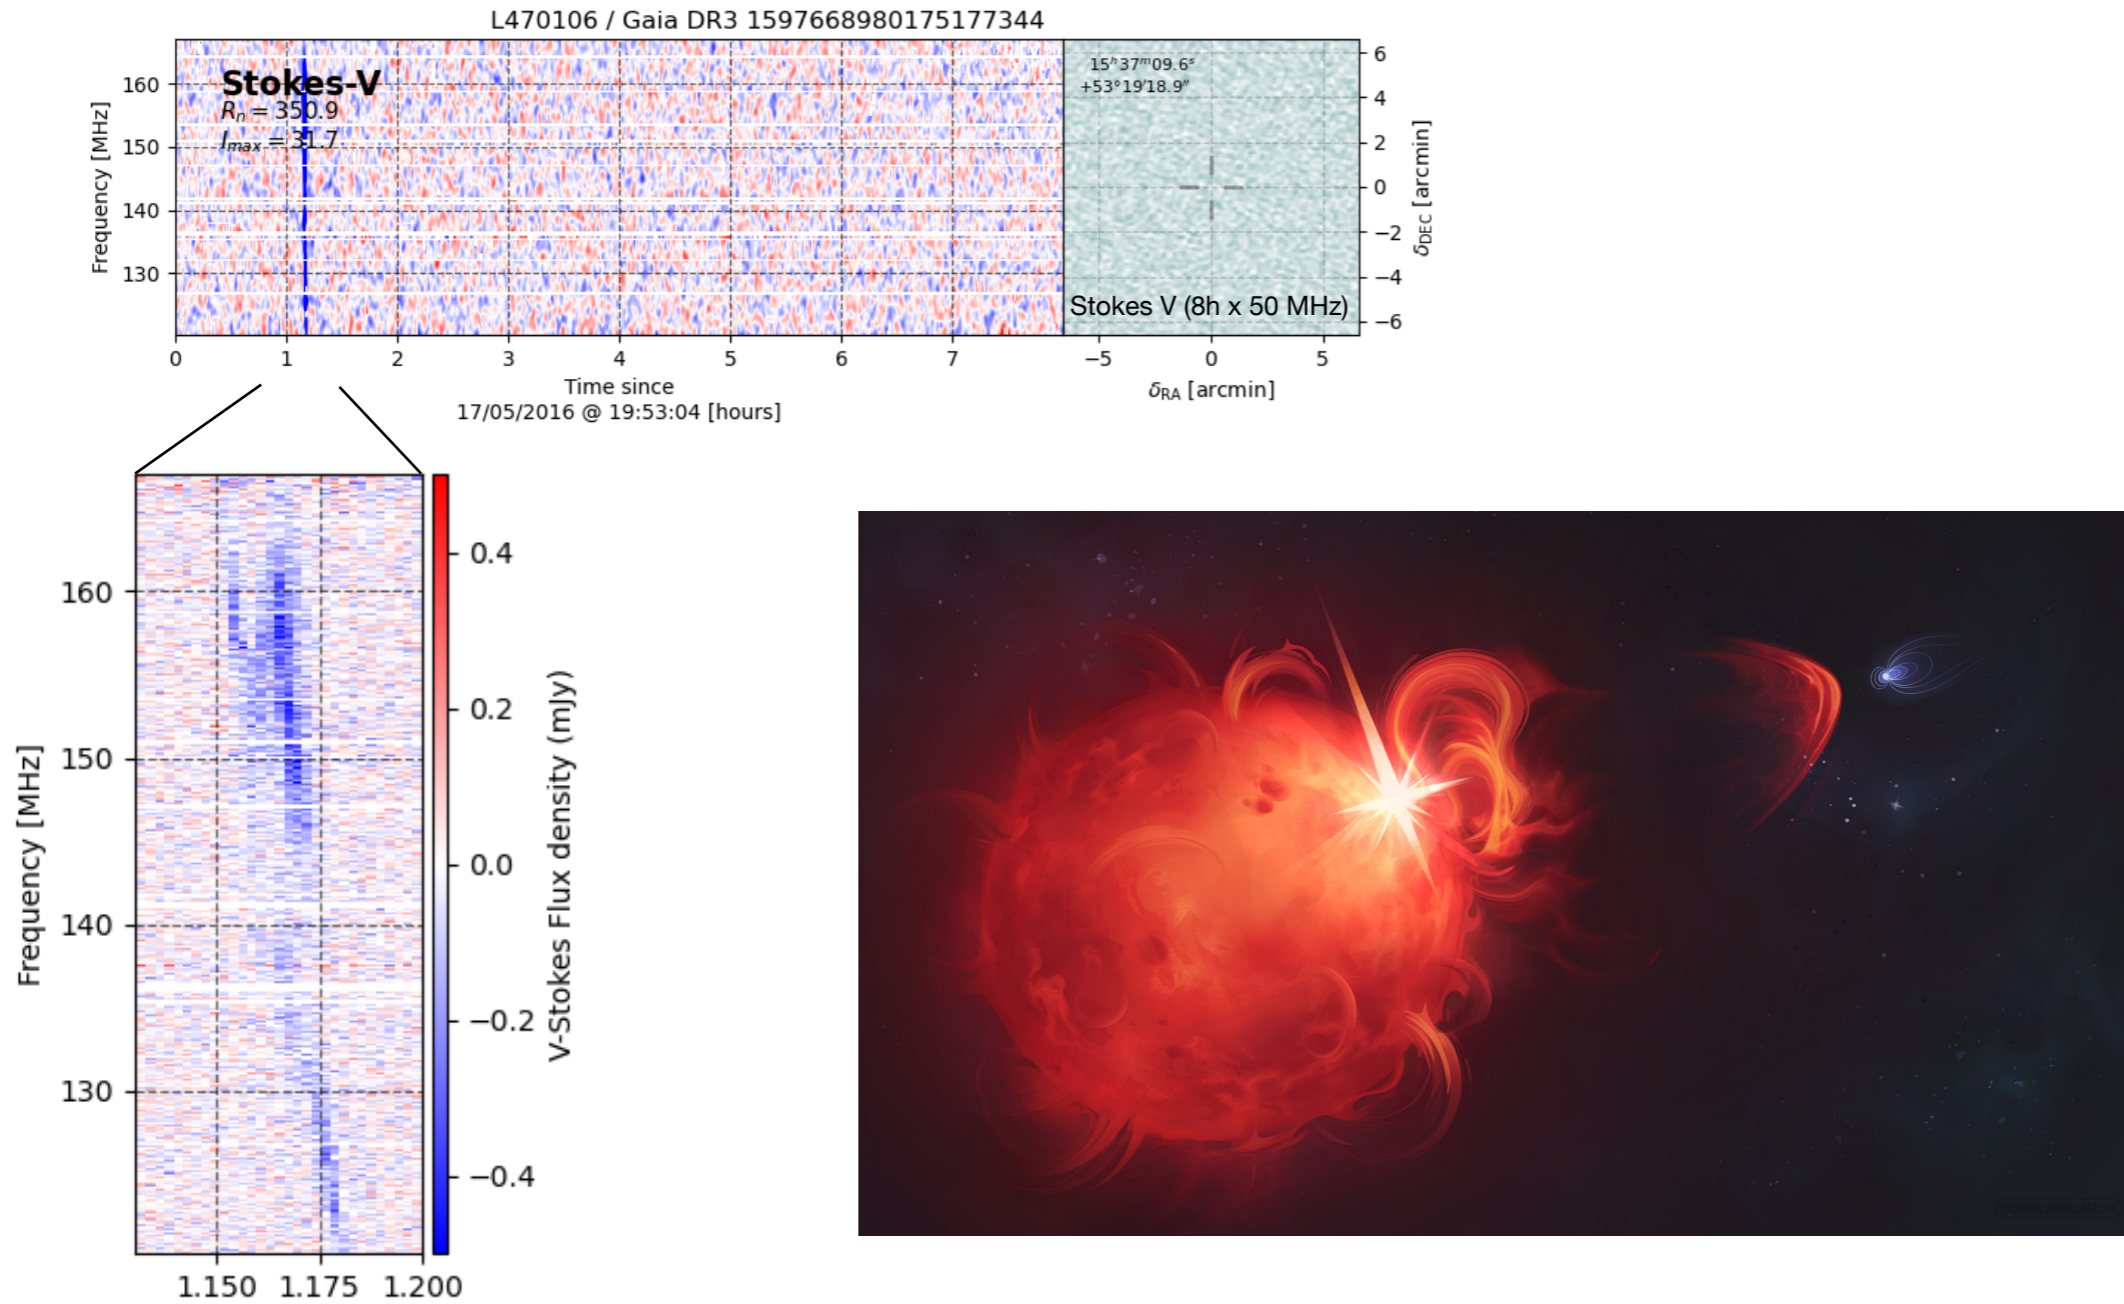 L470106 / Gaia DR3 1597668980175177344
Frequency [MHz]
160
150
140
130
Stokes-V
Rₙ = 350.9
Iₘₐₓ = 31.7
0 1 2 3 4 5 6 7
Time since
17/05/2016 @ 19:53:04 [hours]
15ʰ37ᵐ09.6ˢ
+53°19′18.9″
Stokes V (8h x 50 MHz)
6
4
2
0
−2
−4
−6
δDEC [arcmin]
−5 0 5
δRA [arcmin]
Frequency [MHz]
160
150
140
130
1.150 1.175 1.200
0.4
0.2
0.0
−0.2
−0.4
V-Stokes Flux density (mJy)